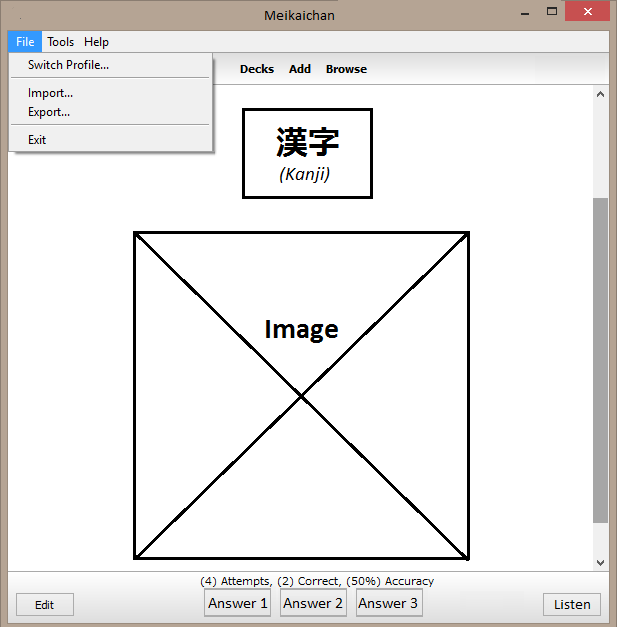 Meikaichan
File Tools Help
Switch Profile...
Import...
Export...
Exit
Decks Add Browse
漢字
(Kanji)
Image
(4) Attempts, (2) Correct, (50%) Accuracy
Edit Answer 1 Answer 2 Answer 3 Listen